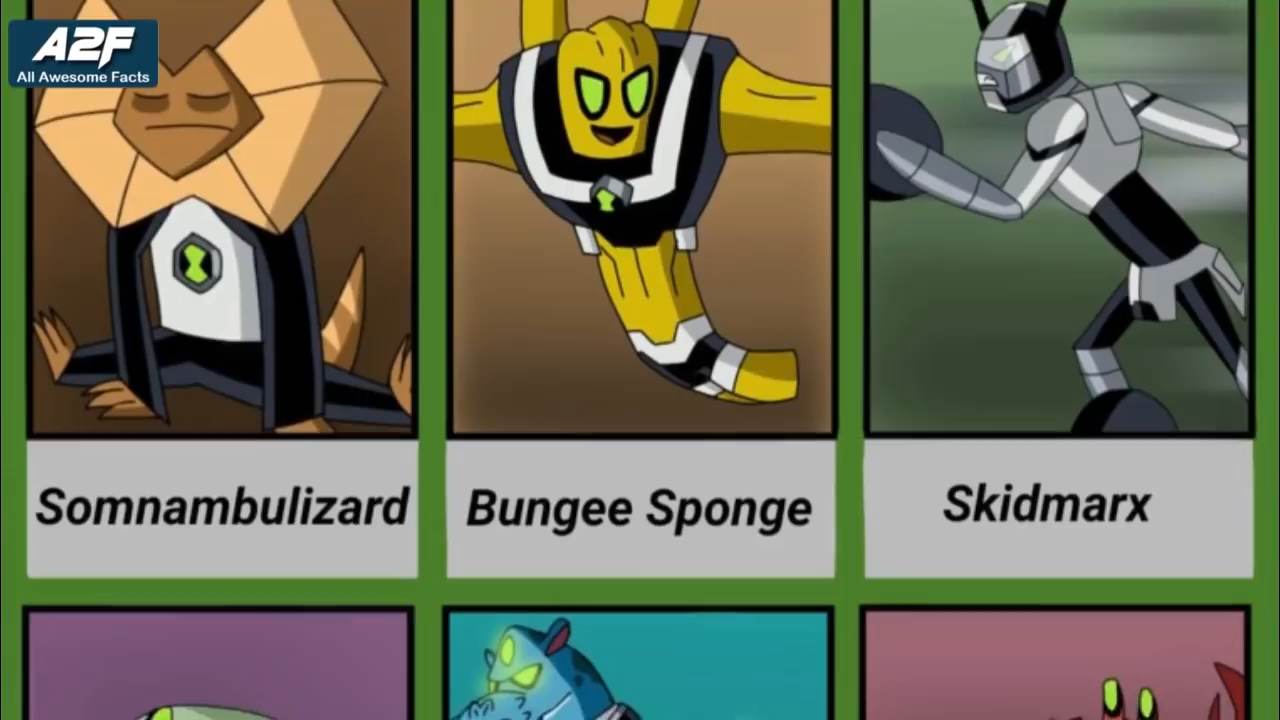 A2F
All Awesome Facts
Somnambulizard
Bungee Sponge
Skidmarx